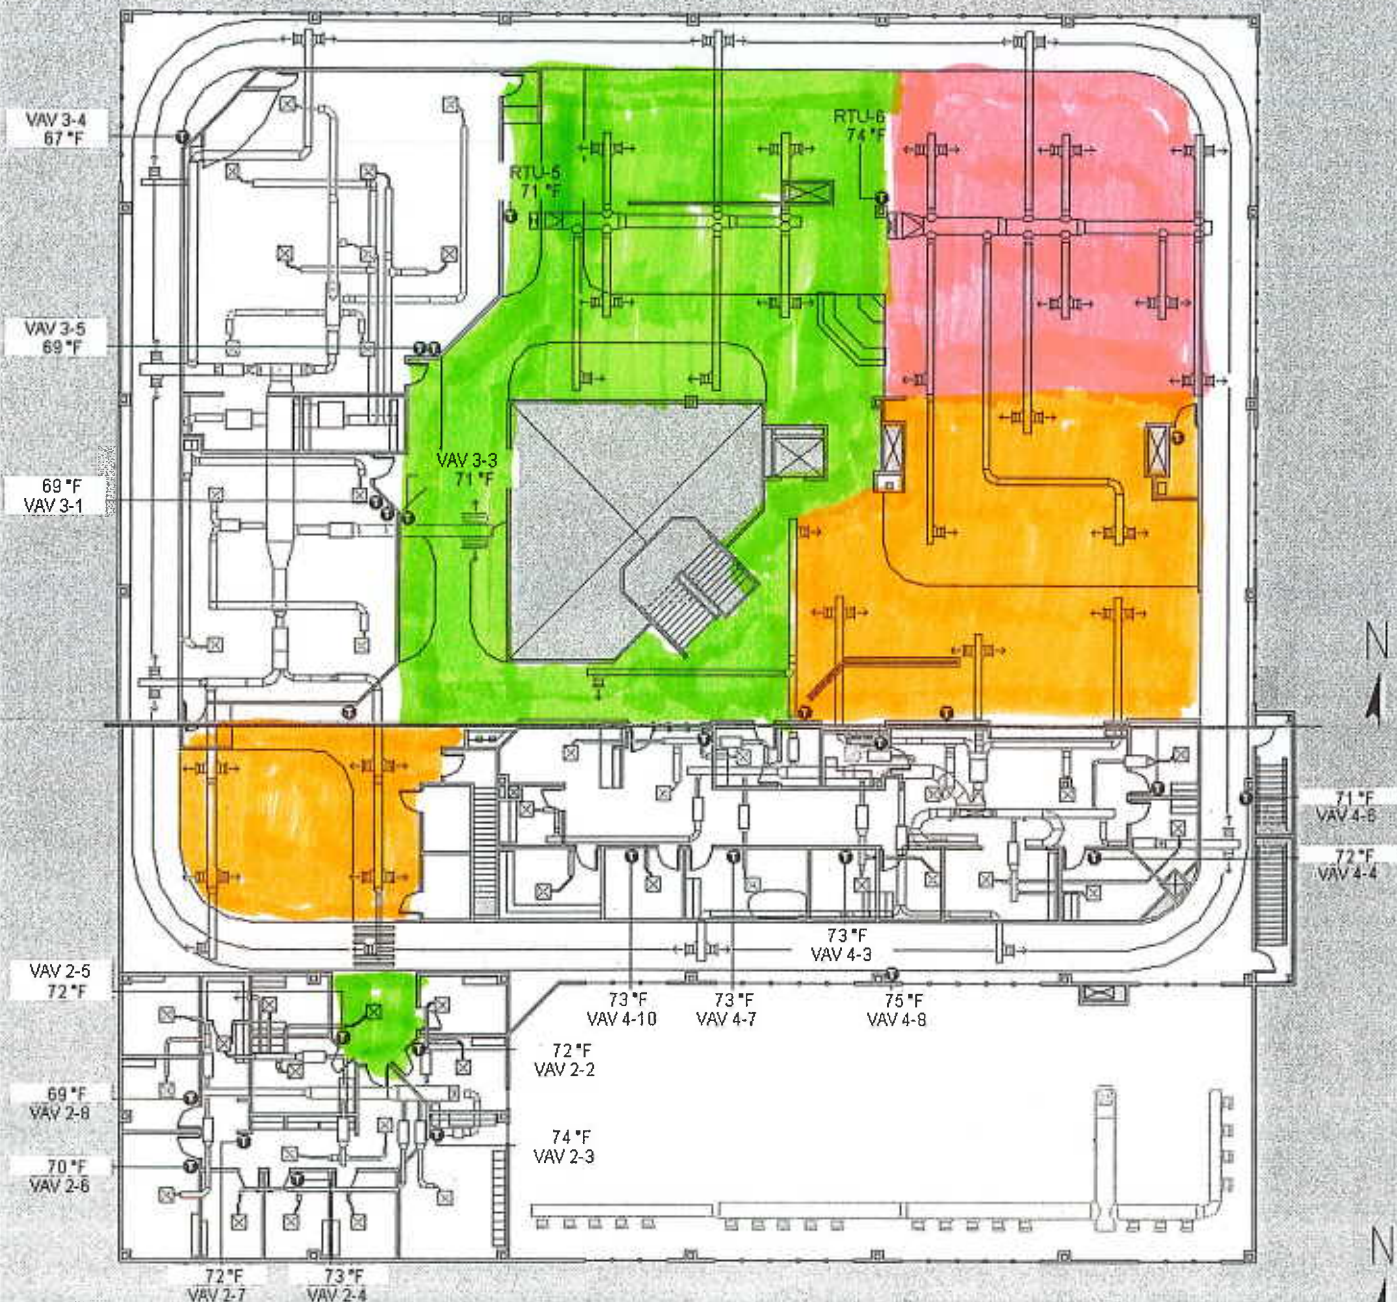 VAV 3-4
67 °F
RTU-6
74 °F
RTU-5
71 °F
VAV 3-5
69 °F
VAV 3-3
71 °F
69 °F
VAV 3-1
N
71 °F
VAV 4-6
72 °F
VAV 4-4
73 °F
VAV 4-3
VAV 2-5
72 °F
73 °F
VAV 4-10
73 °F
VAV 4-7
75 °F
VAV 4-8
72 °F
VAV 2-2
69 °F
VAV 2-8
74 °F
VAV 2-3
70 °F
VAV 2-6
N
72 °F
VAV 2-7
73 °F
VAV 2-4